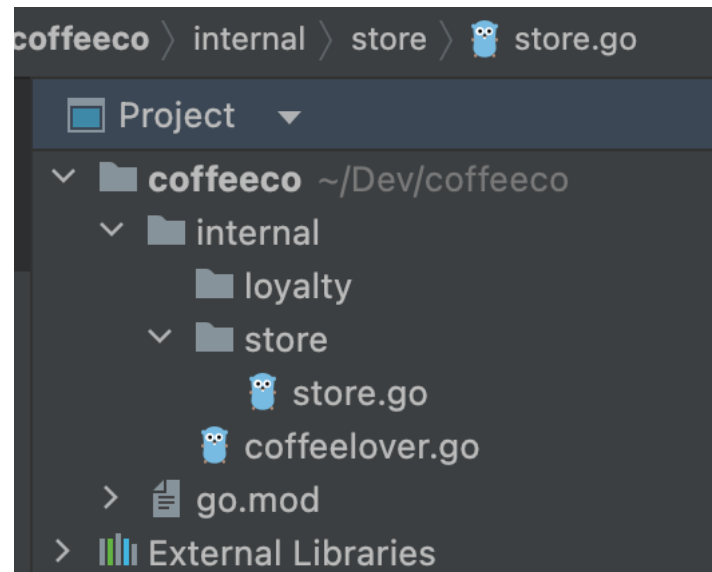 coffeeco 〉 internal 〉 store 〉 store.go
Project
coffeeco ~/Dev/coffeeco
internal
loyalty
store
store.go
coffeelover.go
go.mod
External Libraries